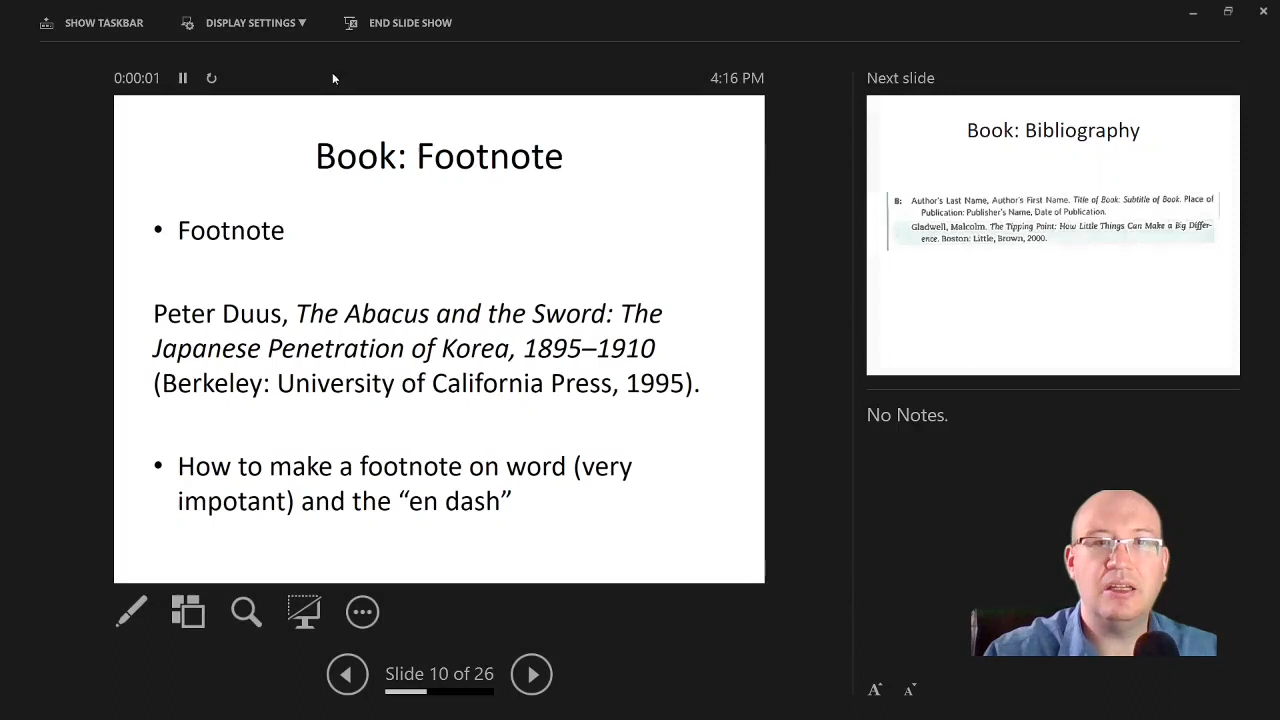 SHOW TASKBAR
DISPLAY SETTINGS ▼
END SLIDE SHOW
0:00:01
4:16 PM
Book: Footnote
• Footnote
Peter Duus, The Abacus and the Sword: The
Japanese Penetration of Korea, 1895–1910
(Berkeley: University of California Press, 1995).
• How to make a footnote on word (very
impotant) and the “en dash”
Slide 10 of 26
Next slide
Book: Bibliography
B: Author's Last Name, Author's First Name. Title of Book: Subtitle of Book. Place of
Publication: Publisher's Name, Date of Publication.
Gladwell, Malcolm. The Tipping Point: How Little Things Can Make a Big Differ-
ence. Boston: Little, Brown, 2000.
No Notes.
A A